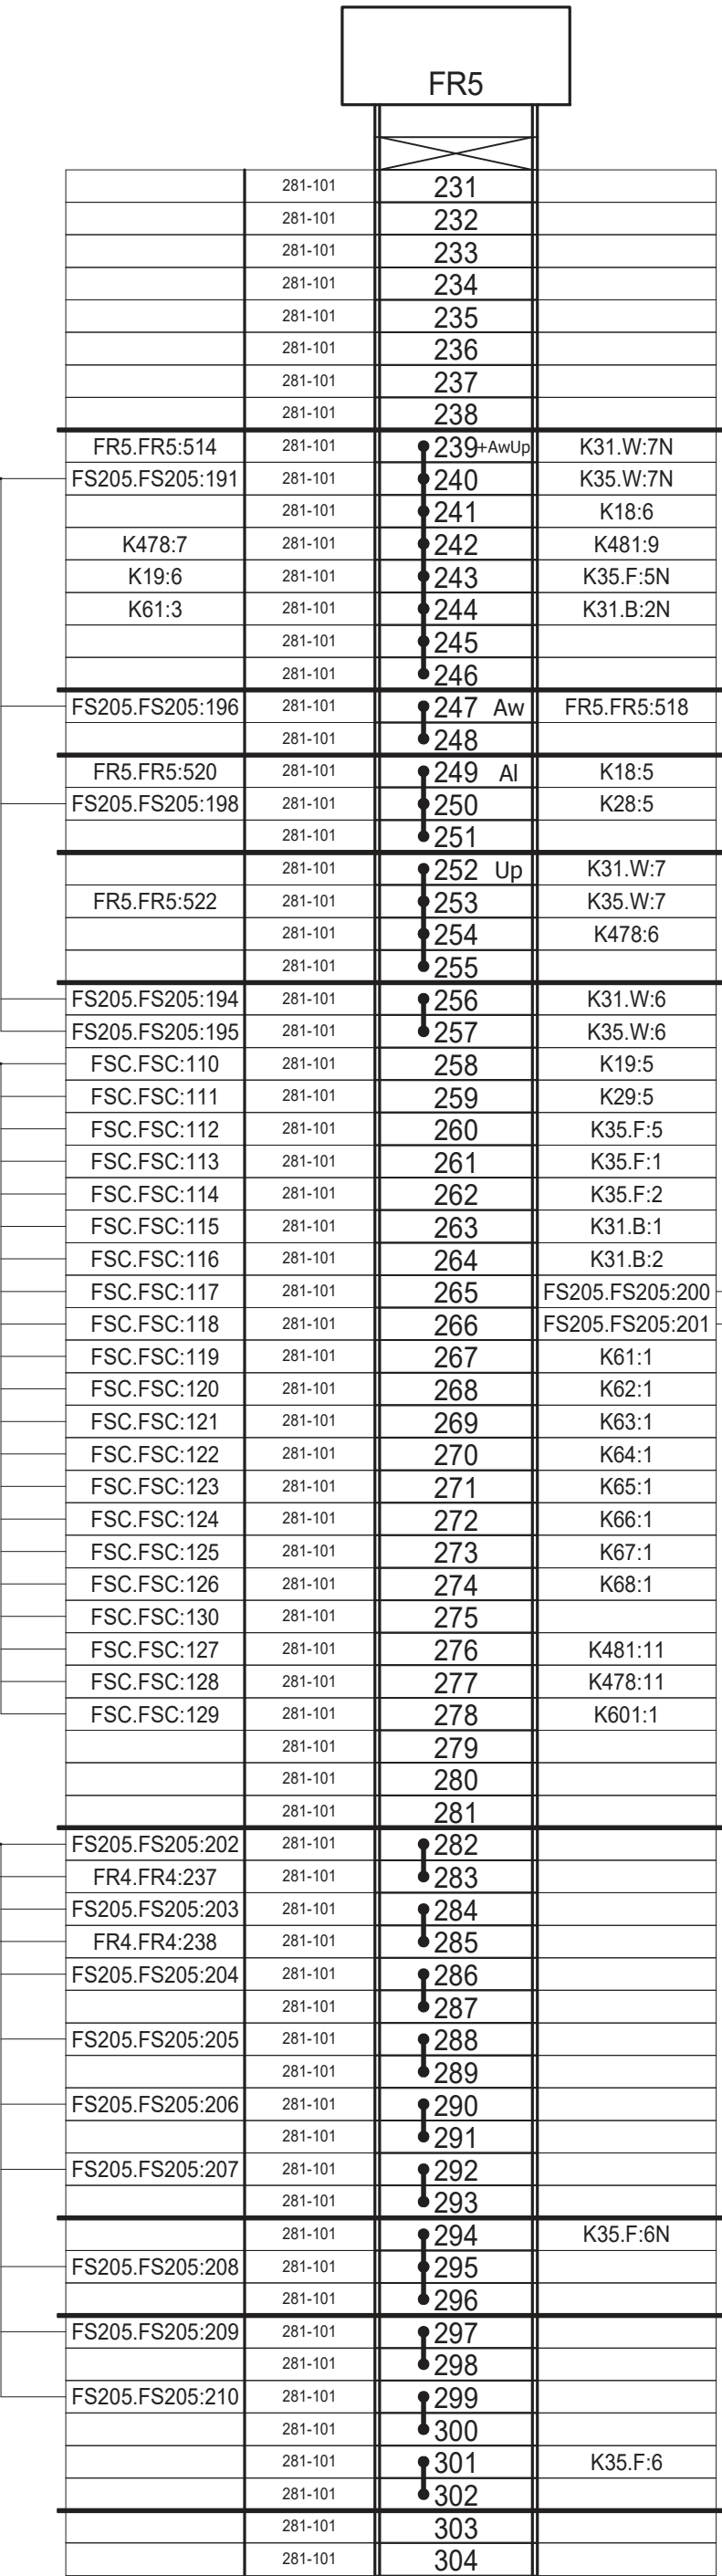 FR5
281-101 231
281-101 232
281-101 233
281-101 234
281-101 235
281-101 236
281-101 237
281-101 238
FR5.FR5:514 281-101 239 +AwUp K31.W:7N
FS205.FS205:191 281-101 240 K35.W:7N
281-101 241 K18:6
K478:7 281-101 242 K481:9
K19:6 281-101 243 K35.F:5N
K61:3 281-101 244 K31.B:2N
281-101 245
281-101 246
FS205.FS205:196 281-101 247 Aw FR5.FR5:518
281-101 248
FR5.FR5:520 281-101 249 Al K18:5
FS205.FS205:198 281-101 250 K28:5
281-101 251
281-101 252 Up K31.W:7
FR5.FR5:522 281-101 253 K35.W:7
281-101 254 K478:6
281-101 255
FS205.FS205:194 281-101 256 K31.W:6
FS205.FS205:195 281-101 257 K35.W:6
FSC.FSC:110 281-101 258 K19:5
FSC.FSC:111 281-101 259 K29:5
FSC.FSC:112 281-101 260 K35.F:5
FSC.FSC:113 281-101 261 K35.F:1
FSC.FSC:114 281-101 262 K35.F:2
FSC.FSC:115 281-101 263 K31.B:1
FSC.FSC:116 281-101 264 K31.B:2
FSC.FSC:117 281-101 265 FS205.FS205:200
FSC.FSC:118 281-101 266 FS205.FS205:201
FSC.FSC:119 281-101 267 K61:1
FSC.FSC:120 281-101 268 K62:1
FSC.FSC:121 281-101 269 K63:1
FSC.FSC:122 281-101 270 K64:1
FSC.FSC:123 281-101 271 K65:1
FSC.FSC:124 281-101 272 K66:1
FSC.FSC:125 281-101 273 K67:1
FSC.FSC:126 281-101 274 K68:1
FSC.FSC:130 281-101 275
FSC.FSC:127 281-101 276 K481:11
FSC.FSC:128 281-101 277 K478:11
FSC.FSC:129 281-101 278 K601:1
281-101 279
281-101 280
281-101 281
FS205.FS205:202 281-101 282
FR4.FR4:237 281-101 283
FS205.FS205:203 281-101 284
FR4.FR4:238 281-101 285
FS205.FS205:204 281-101 286
281-101 287
FS205.FS205:205 281-101 288
281-101 289
FS205.FS205:206 281-101 290
281-101 291
FS205.FS205:207 281-101 292
281-101 293
281-101 294 K35.F:6N
FS205.FS205:208 281-101 295
281-101 296
FS205.FS205:209 281-101 297
281-101 298
FS205.FS205:210 281-101 299
281-101 300
281-101 301 K35.F:6
281-101 302
281-101 303
281-101 304